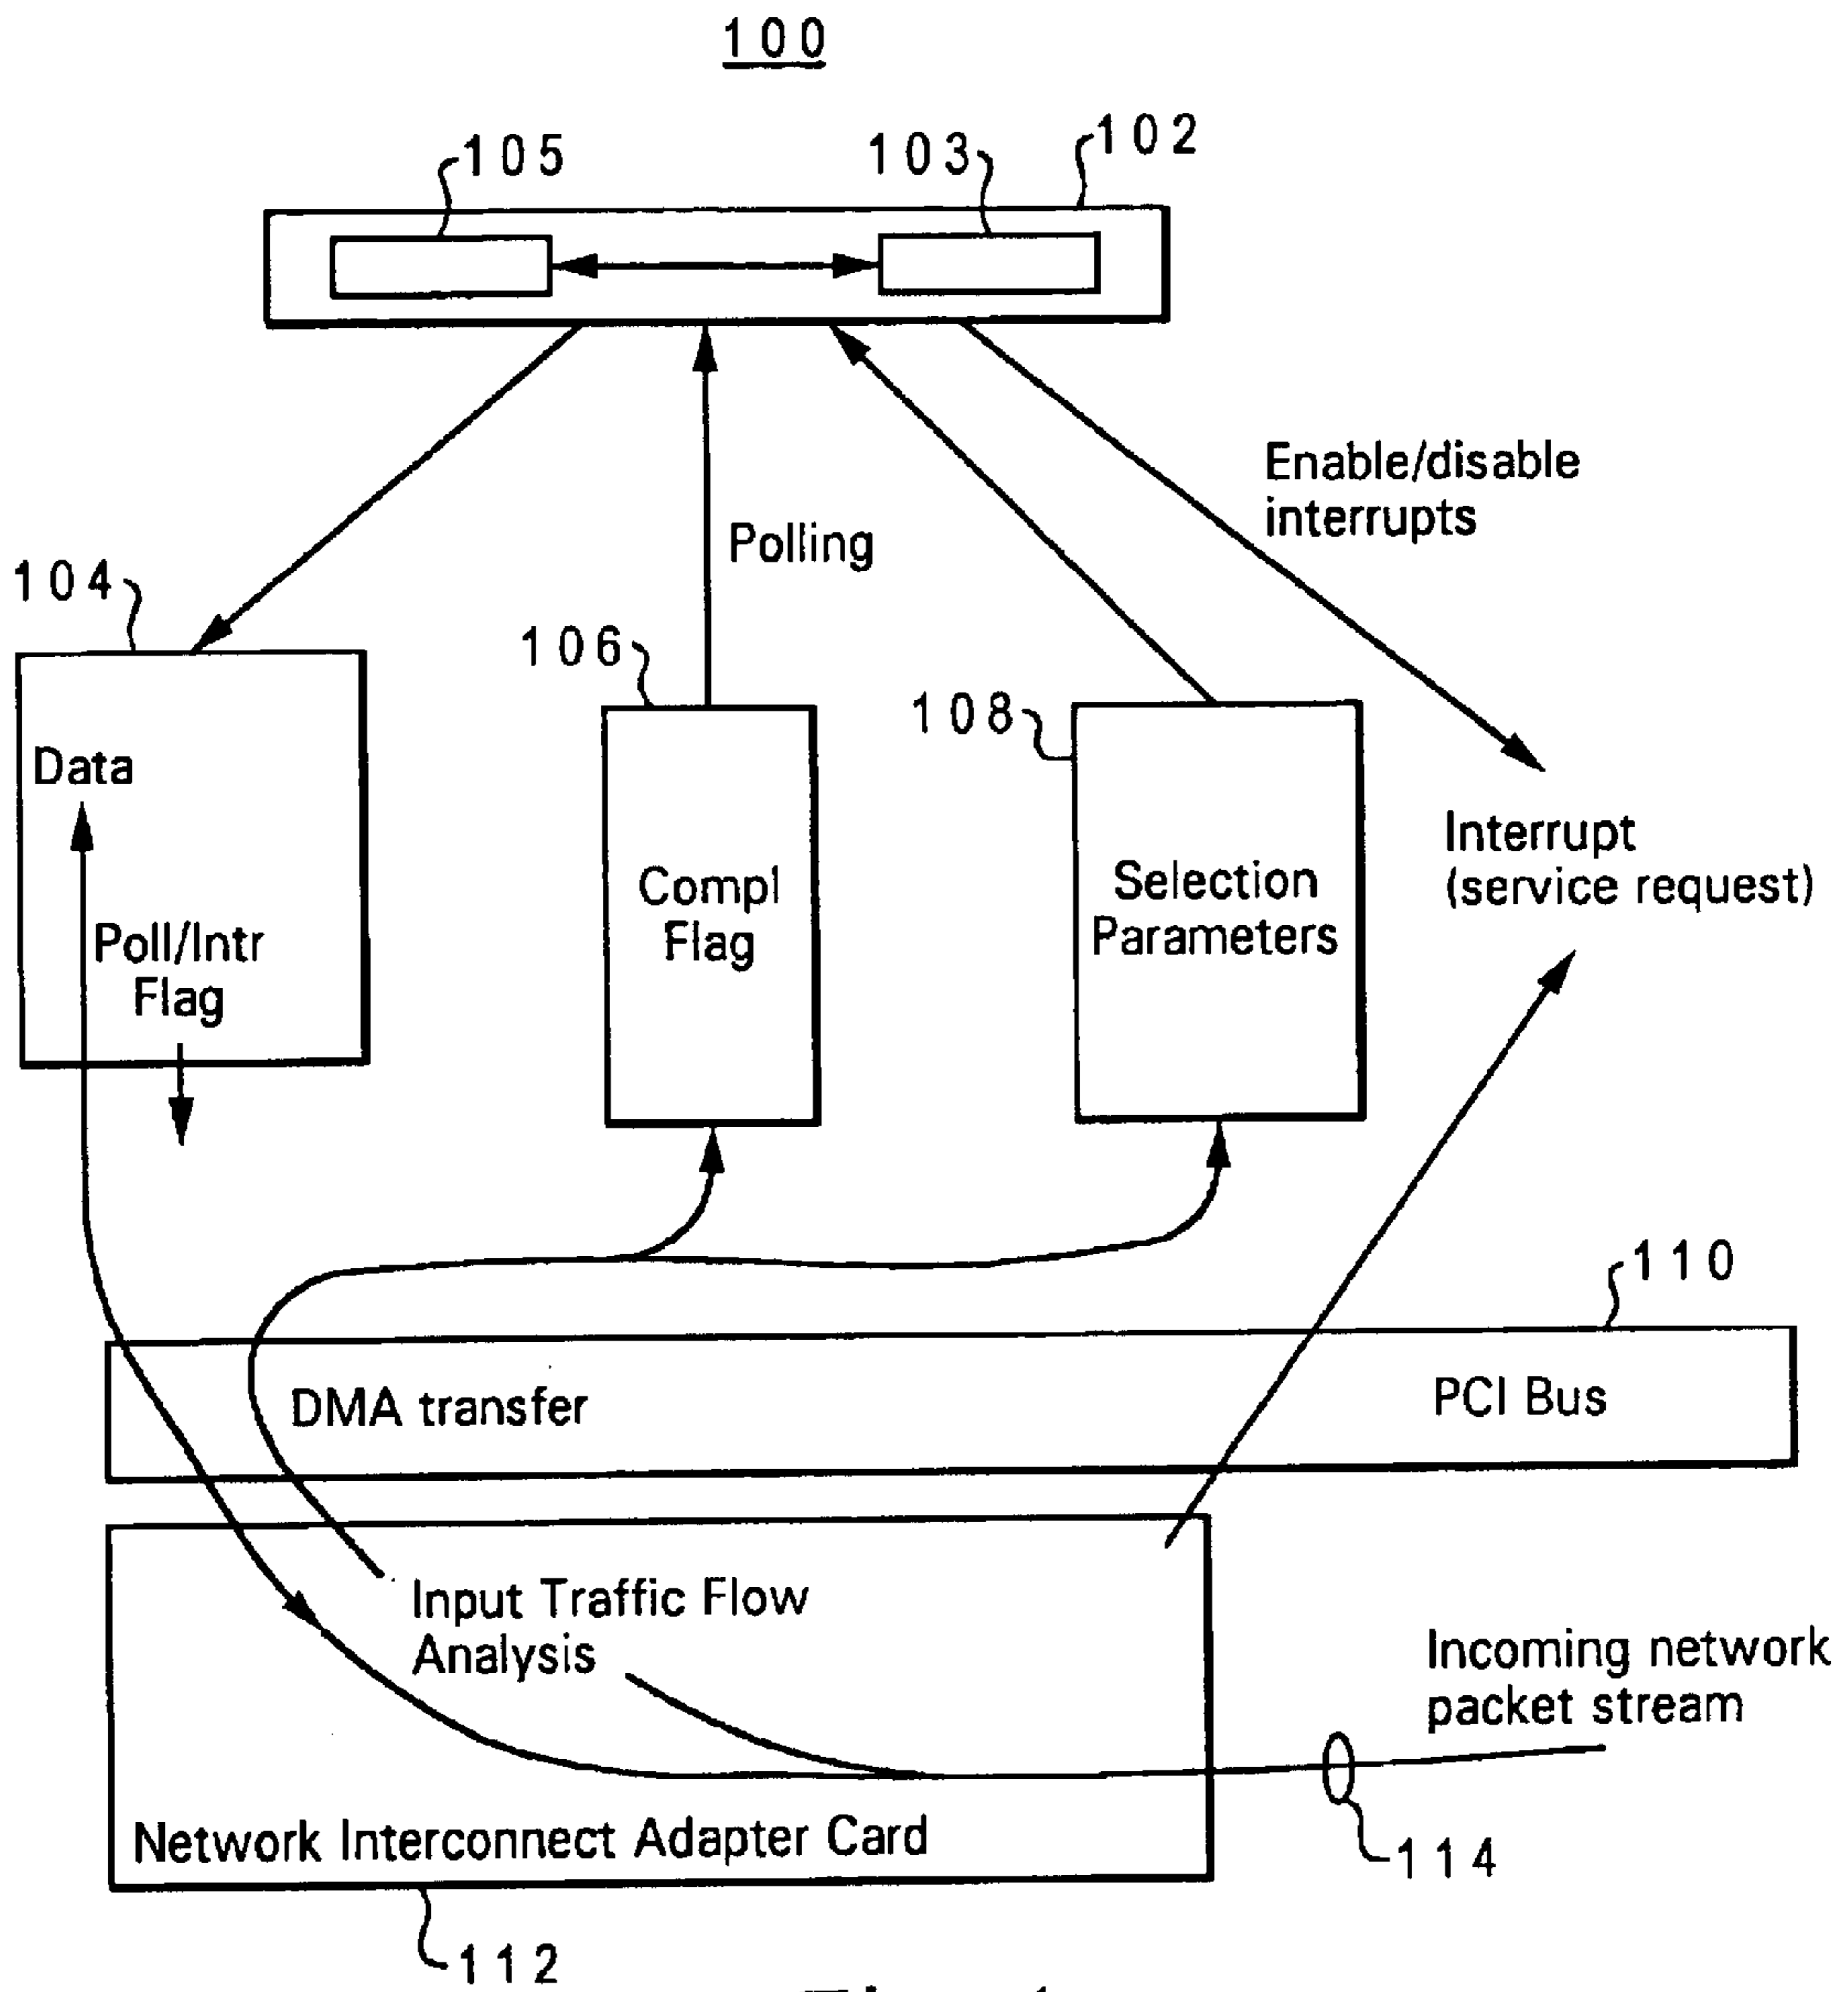 100
105
103
102
Enable/disable
interrupts
Polling
104
106
108
Data
Poll/Intr
Flag
Compl
Flag
Selection
Parameters
Interrupt
(service request)
110
DMA transfer
PCI Bus
Input Traffic Flow
Analysis
Incoming network
packet stream
Network Interconnect Adapter Card
114
112